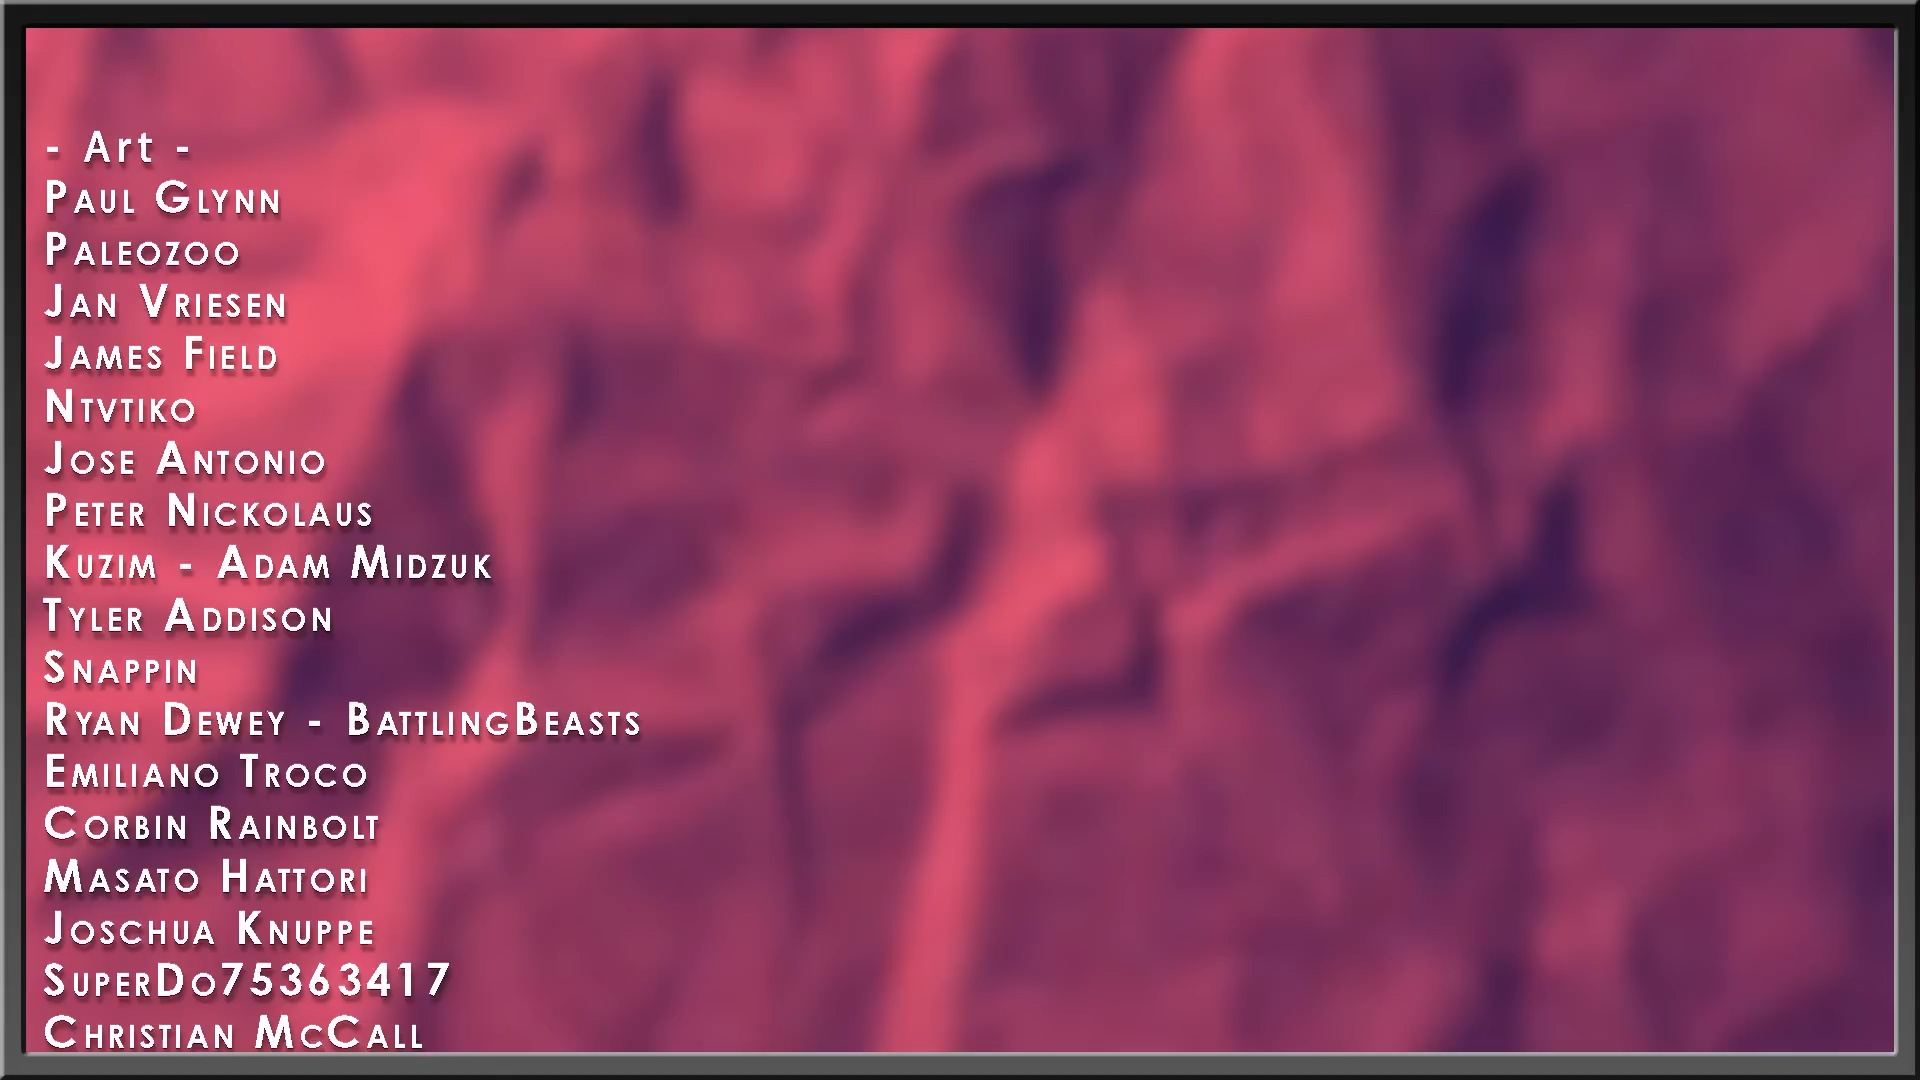 - Art -
Paul Glynn
Paleozoo
Jan Vriesen
James Field
Ntvtiko
Jose Antonio
Peter Nickolaus
Kuzim - Adam Midzuk
Tyler Addison
Snappin
Ryan Dewey - BattlingBeasts
Emiliano Troco
Corbin Rainbolt
Masato Hattori
Joschua Knuppe
SuperDo75363417
Christian McCall